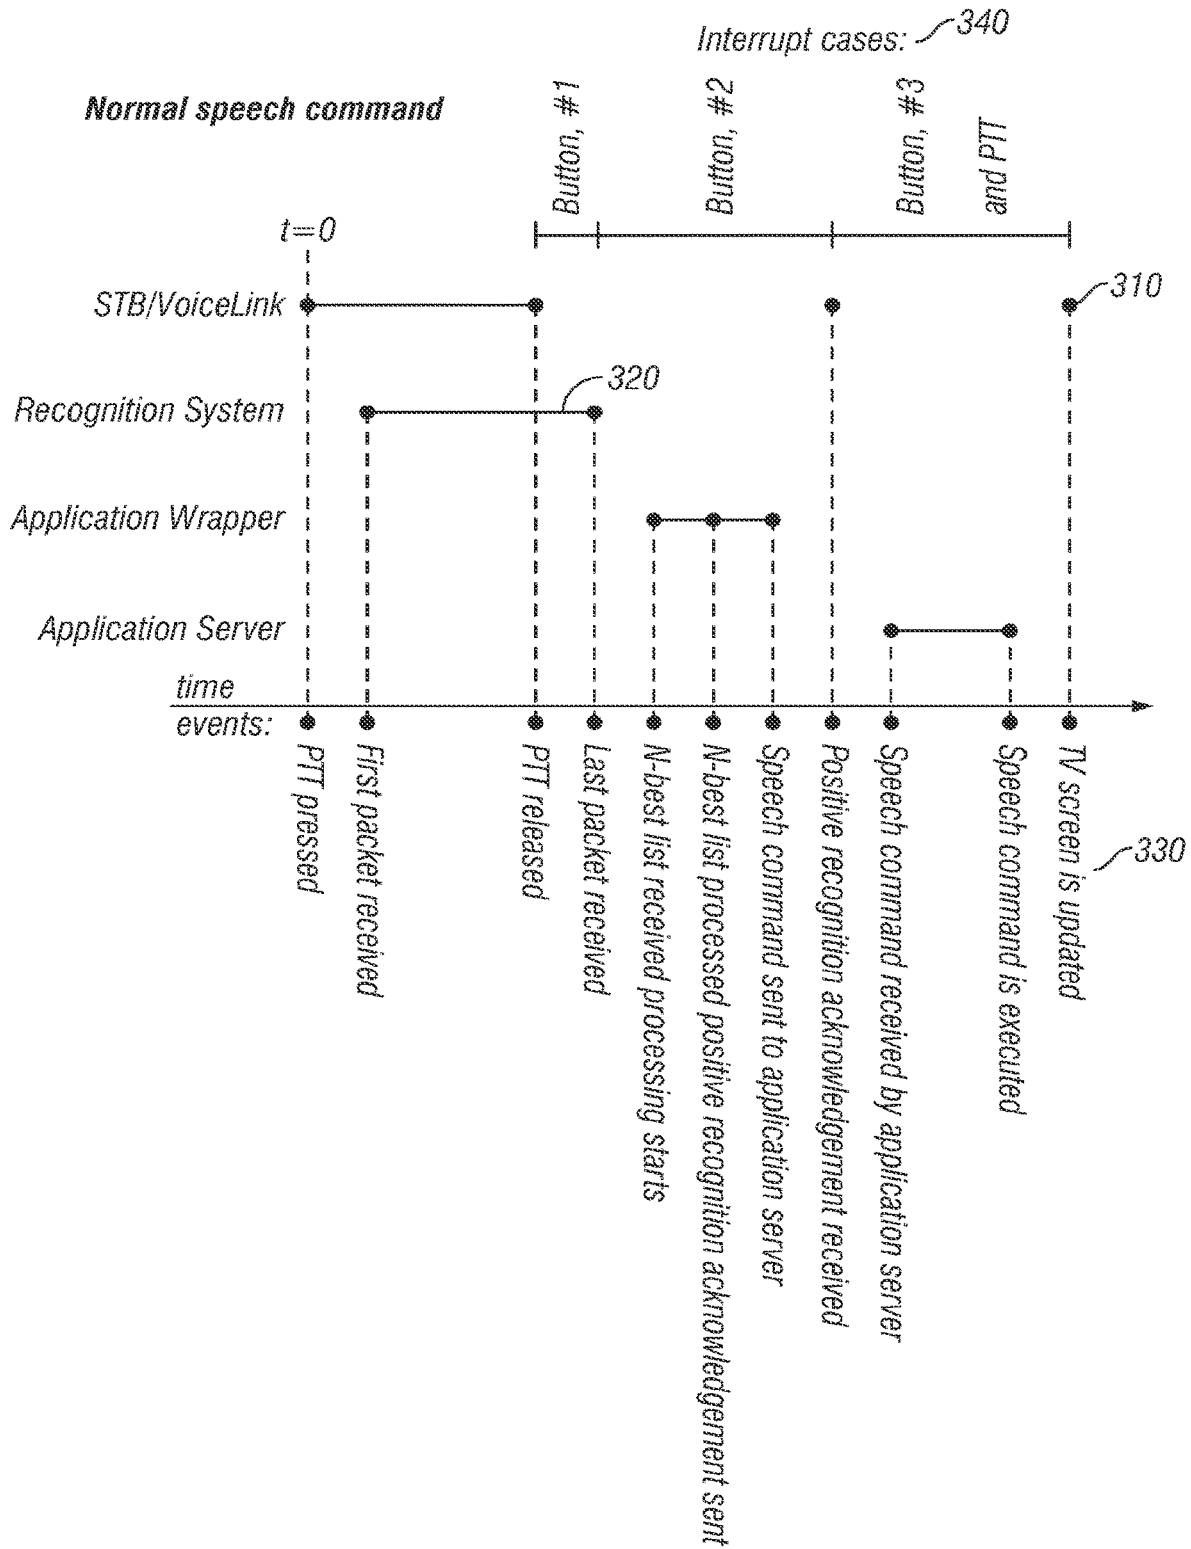 Interrupt cases: 340
Normal speech command
Button, #1
Button, #2
Button, #3
and PTT
t=0
STB/VoiceLink
310
Recognition System
320
Application Wrapper
Application Server
time
events:
PTT pressed
First packet received
PTT released
Last packet received
N-best list received processing starts
N-best list processed positive recognition acknowledgement sent
Speech command sent to application server
Positive recognition acknowledgement received
Speech command received by application server
Speech command is executed
TV screen is updated
330